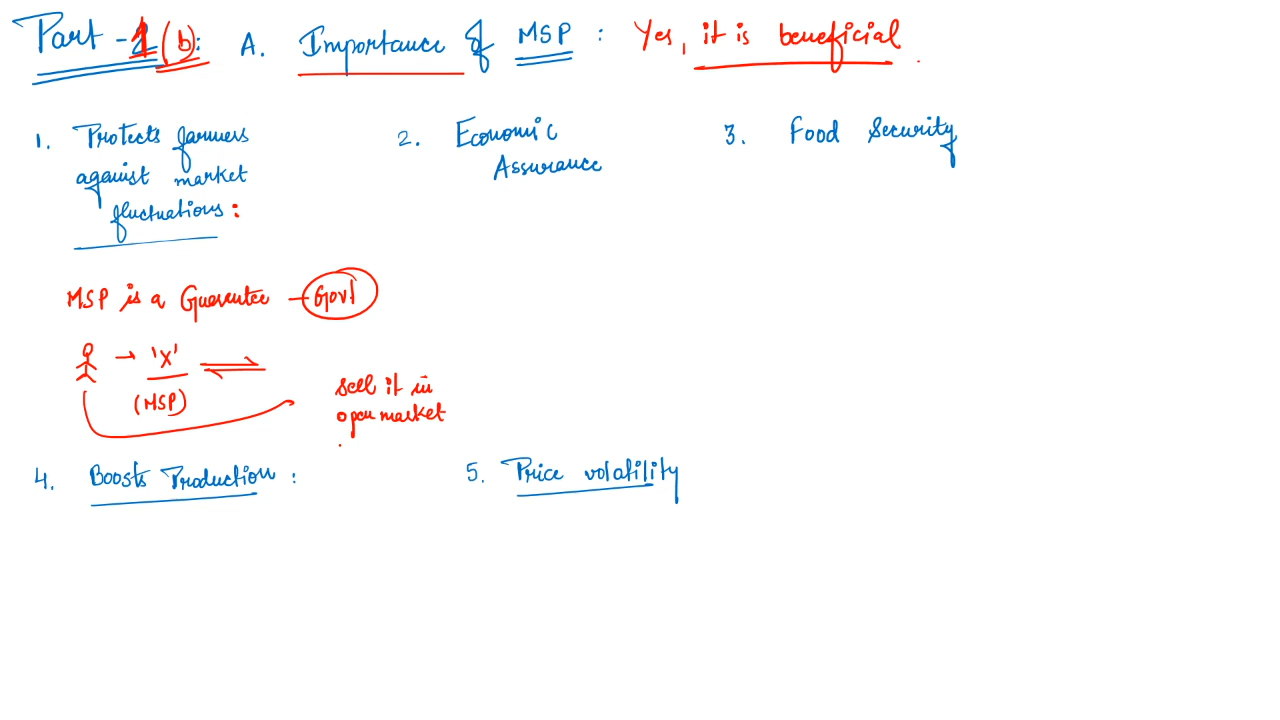 Part - 1 (b): A. Importance of MSP : Yes, it is beneficial.
1. Protects farmers
against market
fluctuations :
2. Economic
Assurance
3. Food Security
MSP is a Guarantee - Govt
→ 'X'
(MSP)
sell it in
open market
4. Boosts Production :
5. Price volatility